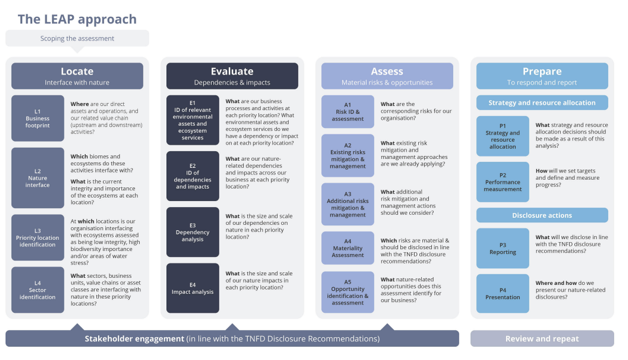 The LEAP approach
Scoping the assessment
Locate
Interface with nature
L1
Business
footprint
Where are our direct
assets and operations, and
our related value chain
(upstream and downstream)
activities?
L2
Nature
interface
Which biomes and
ecosystems do these
activities interface with?
What is the current
integrity and importance
of the ecosystems at each
location?
L3
Priority location
identification
At which locations is our
organisation interfacing
with ecosystems assessed
as being low integrity, high
biodiversity importance
and/or areas of water
stress?
L4
Sector
identification
What sectors, business
units, value chains or asset
classes are interfacing with
nature in these priority
locations?
Evaluate
Dependencies & impacts
E1
ID of relevant
environmental
assets and
ecosystem
services
What are our business
processes and activities at
each priority location? What
environmental assets and
ecosystem services do we
have a dependency or impact
on at each priority location?
E2
ID of
dependencies
and impacts
What are our nature-
related dependencies
and impacts across our
business at each priority
location?
E3
Dependency
analysis
What is the size and scale
of our dependencies on
nature in each priority
location?
E4
Impact analysis
What is the size and scale
of our nature impacts in
each priority location?
Assess
Material risks & opportunities
A1
Risk ID &
assessment
What are the
corresponding risks for our
organisation?
A2
Existing risks
mitigation &
management
What existing risk
mitigation and
management approaches
are we already applying?
A3
Additional risks
mitigation &
management
What additional
risk mitigation and
management actions
should we consider?
A4
Materiality
Assessment
Which risks are material &
should be disclosed in line
with the TNFD disclosure
recommendations?
A5
Opportunity
identification &
assessment
What nature-related
opportunities does this
assessment identify for
our business?
Prepare
To respond and report
Strategy and resource allocation
P1
Strategy and
resource
allocation
What strategy and resource
allocation decisions should
be made as a result of this
analysis?
P2
Performance
measurement
How will we set targets
and define and measure
progress?
Disclosure actions
P3
Reporting
What will we disclose in line
with the TNFD disclosure
recommendations?
P4
Presentation
Where and how do we
present our nature-related
disclosures?
Stakeholder engagement (in line with the TNFD Disclosure Recommendations)
Review and repeat